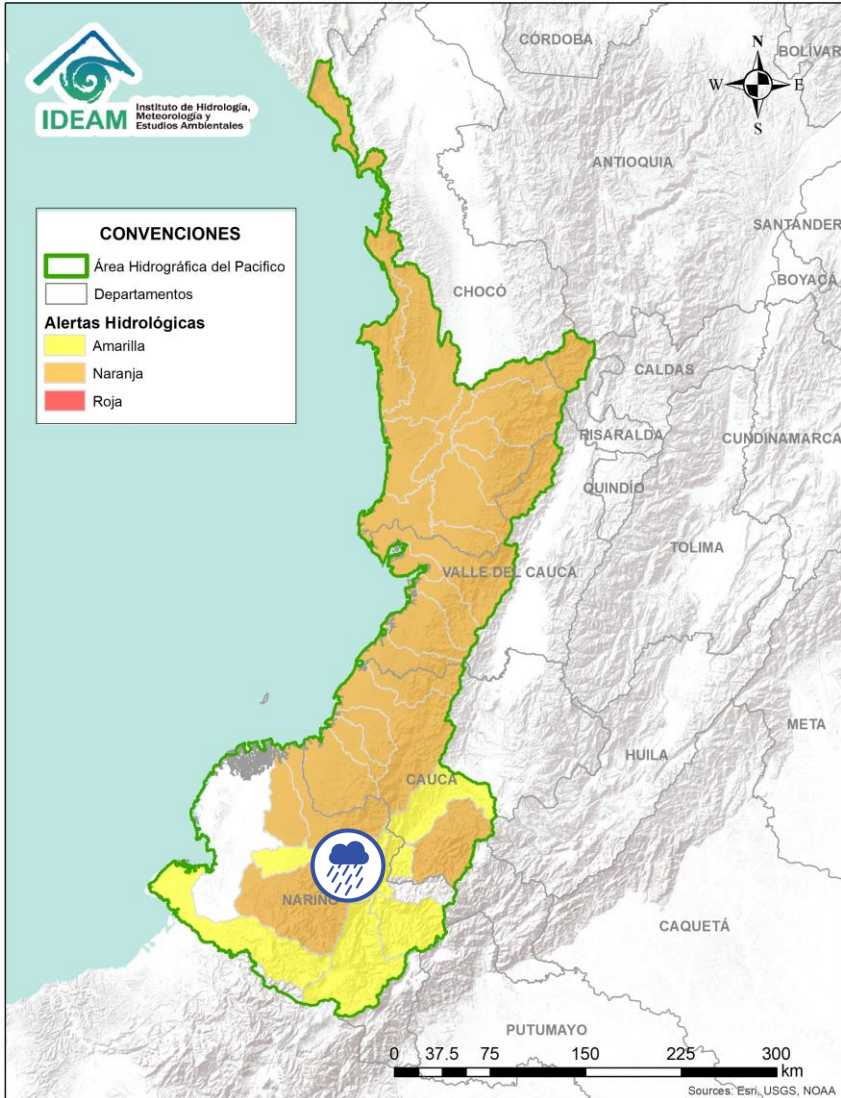 IDEAM
Instituto de Hidrología,
Meteorología y
Estudios Ambientales
CÓRDOBA
BOLÍVAR
N
W
E
S
ANTIOQUIA
SANTANDER
CONVENCIONES
Área Hidrográfica del Pacifico
Departamentos
Alertas Hidrológicas
Amarilla
Naranja
Roja
BOYACÁ
CHOCÓ
CALDAS
RISARALDA
CUNDINAMARCA
QUINDÍO
TOLIMA
VALLE DEL CAUCA
META
HUILA
CAUCA
NARIÑO
CAQUETÁ
PUTUMAYO
0 37.5 75 150 225 300
km
Sources: Esri, USGS, NOAA